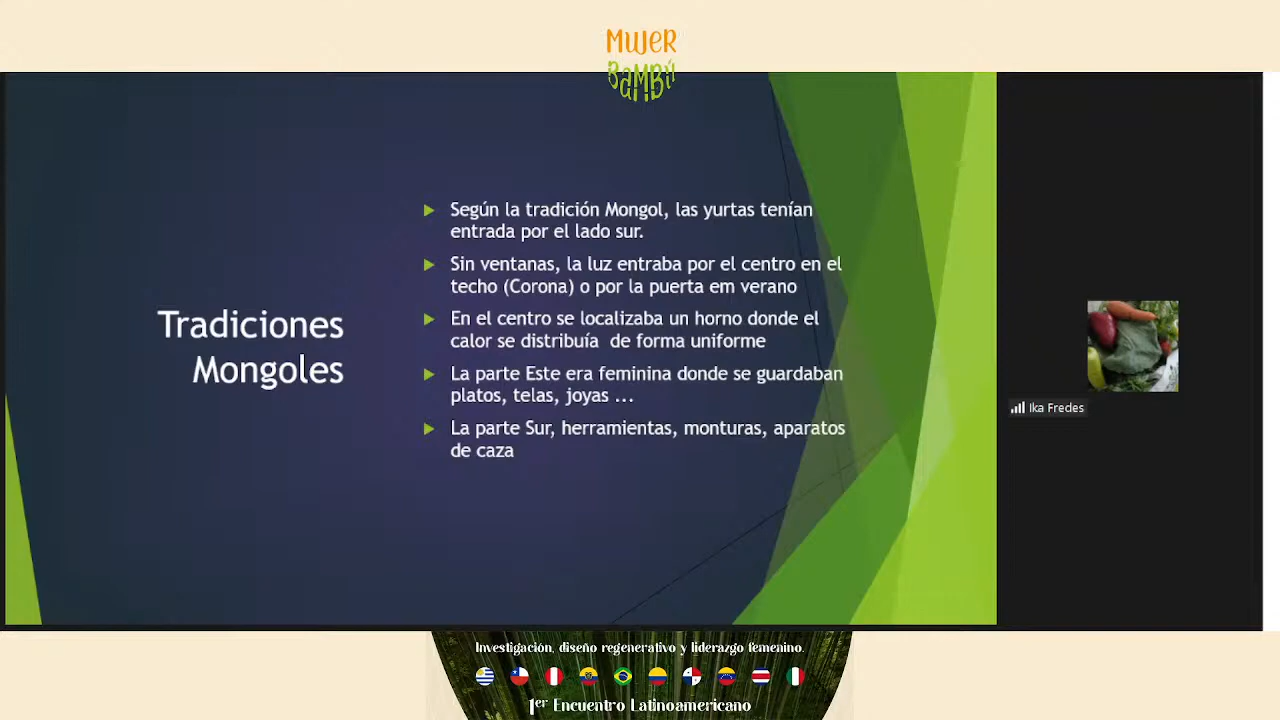 MUJER
BAMBÚ
Tradiciones
Mongoles
Según la tradición Mongol, las yurtas tenían
entrada por el lado sur.
Sin ventanas, la luz entraba por el centro en el
techo (Corona) o por la puerta em verano
En el centro se localizaba un horno donde el
calor se distribuía de forma uniforme
La parte Este era feminina donde se guardaban
platos, telas, joyas ...
La parte Sur, herramientas, monturas, aparatos
de caza
Ika Fredes
Investigación, diseño regenerativo y liderazgo femenino.
1er Encuentro Latinoamericano